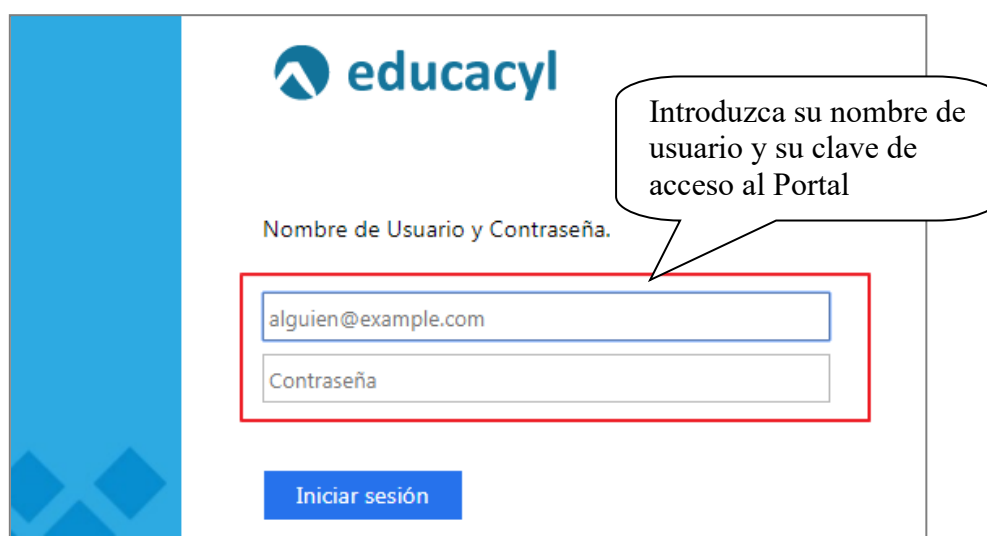 educacyl
Introduzca su nombre de
usuario y su clave de
acceso al Portal
Nombre de Usuario y Contraseña.
alguien@example.com
Contraseña
Iniciar sesión